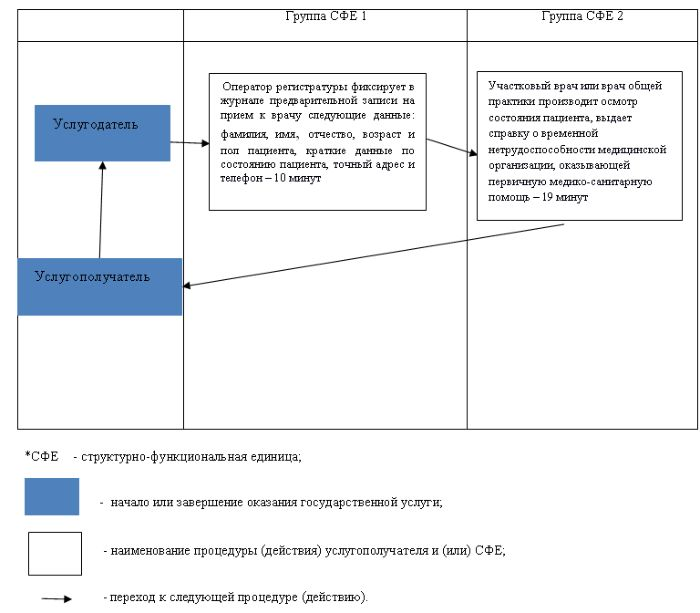 Группа СФЕ 1
Группа СФЕ 2
Услугодатель
Услугополучатель
Оператор регистратуры фиксирует в
журнале предварительной записи на
прием к врачу следующие данные:
фамилия, имя, отчество, возраст и
пол пациента, краткие данные по
состоянию пациента, точный адрес и
телефон – 10 минут
Участковый врач или врач общей
практики производит осмотр
состояния пациента, выдает
справку о временной
нетрудоспособности медицинской
организации, оказывающей
первичную медико-санитарную
помощь – 19 минут
*СФЕ - структурно-функциональная единица;
- начало или завершение оказания государственной услуги;
- наименование процедуры (действия) услугополучателя и (или) СФЕ;
- переход к следующей процедуре (действию).